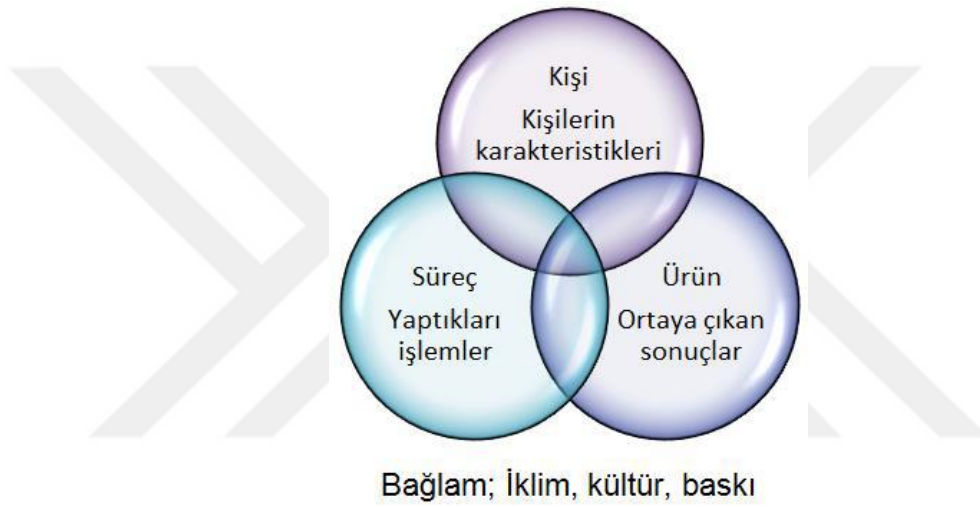 Kişi
Kişilerin
karakteristikleri
Süreç
Yaptıkları
işlemler
Ürün
Ortaya çıkan
sonuçlar
Bağlam; İklim, kültür, baskı